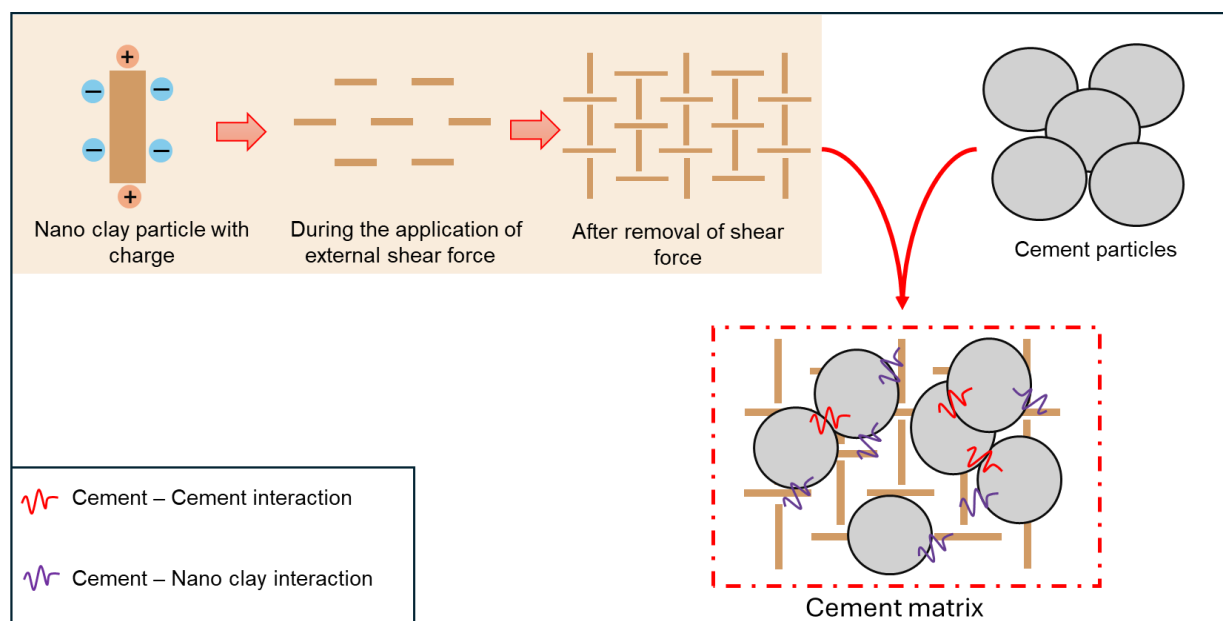 +
− −
− −
+
Nano clay particle with
charge
During the application of
external shear force
After removal of shear
force
Cement particles
Cement – Cement interaction
Cement – Nano clay interaction
Cement matrix